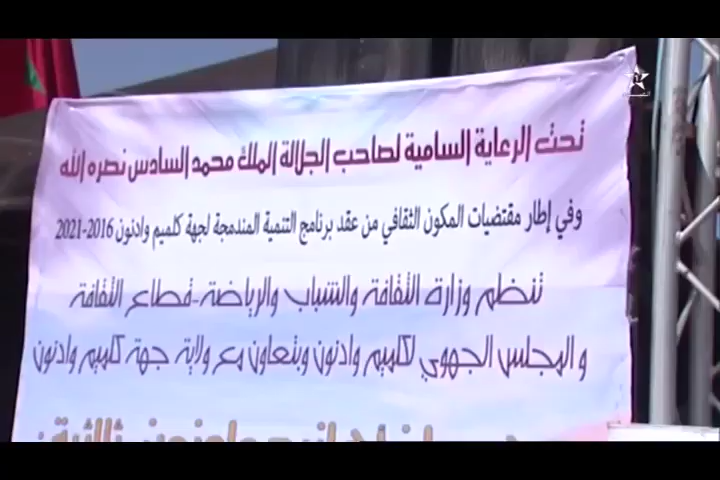 تحت الرعاية السامية لصاحب الجلالة الملك محمد السادس نصره الله
وفي إطار مقتضيات المكون الثقافي من عقد برنامج التنمية المندمجة لجهة كلميم وادنون 2016-2021
تنظم وزارة الثقافة والشباب والرياضة-قطاع الثقافة
و المجلس الجهوي لكلميم وادنون وبتعاون مع ولاية جهة كلميم وادنون